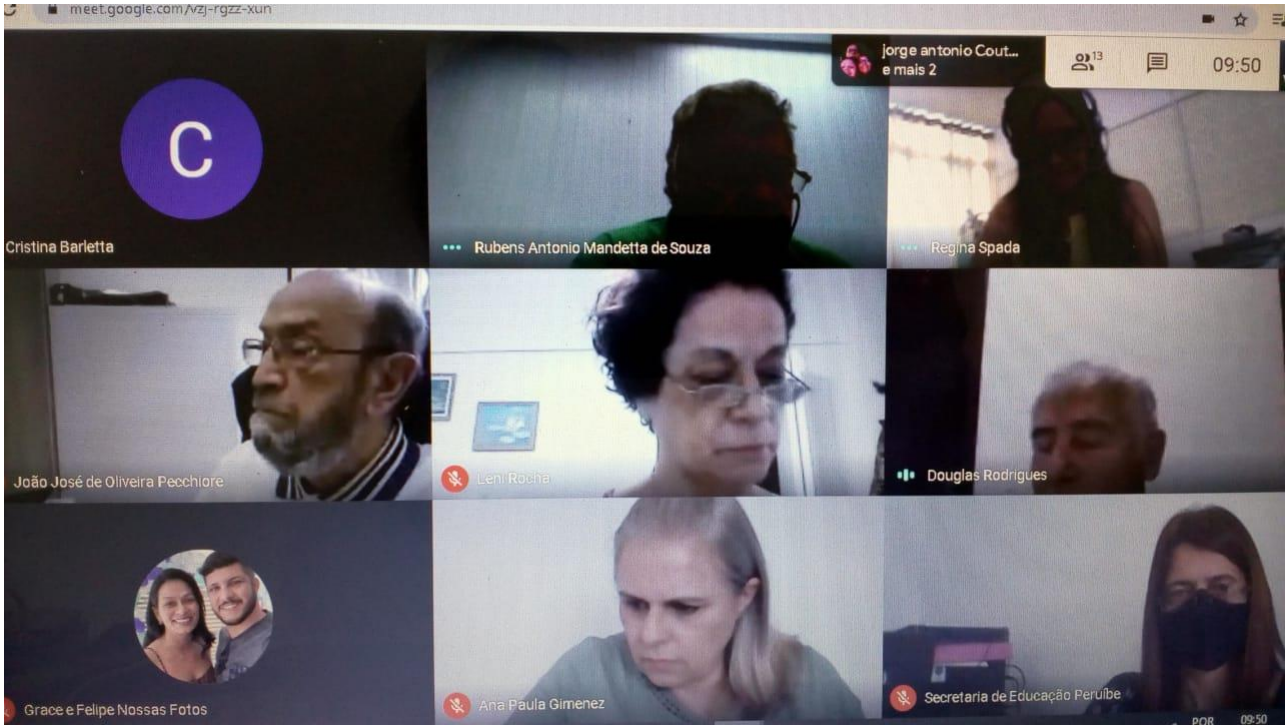 meet.google.com/vzj-rgzz-xun
jorge antonio Cout...
e mais 2
13
09:50
C
Cristina Barletta
Rubens Antonio Mandetta de Souza
Regina Spada
João José de Oliveira Pecchiore
Leni Rocha
Douglas Rodrigues
Grace e Felipe Nossas Fotos
Ana Paula Gimenez
Secretaria de Educação Peruíbe
POR
09:50